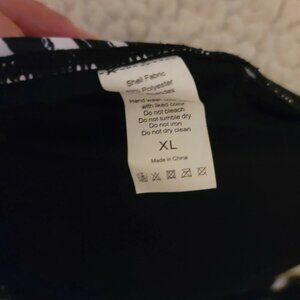 Shell Fabric
Polyester
Hand wash
with liked color
Do not bleach
Do not tumble dry
Do not iron
Do not dry clean
XL
Made in China